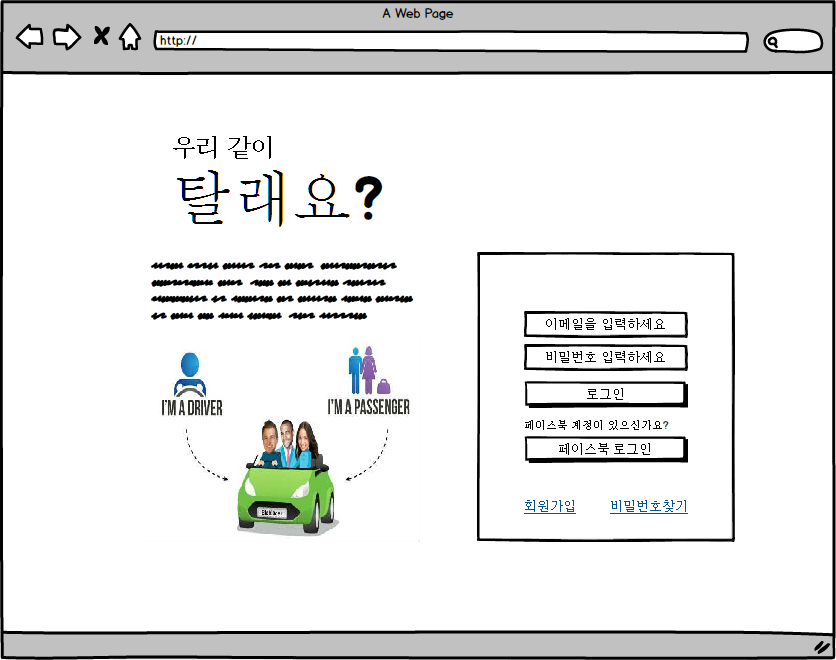 A Web Page
http://
우리 같이
탈래요?
이메일을 입력하세요
비밀번호 입력하세요
로그인
페이스북 계정이 있으신가요?
페이스북 로그인
회원가입 비밀번호찾기
I'M A DRIVER
I'M A PASSENGER